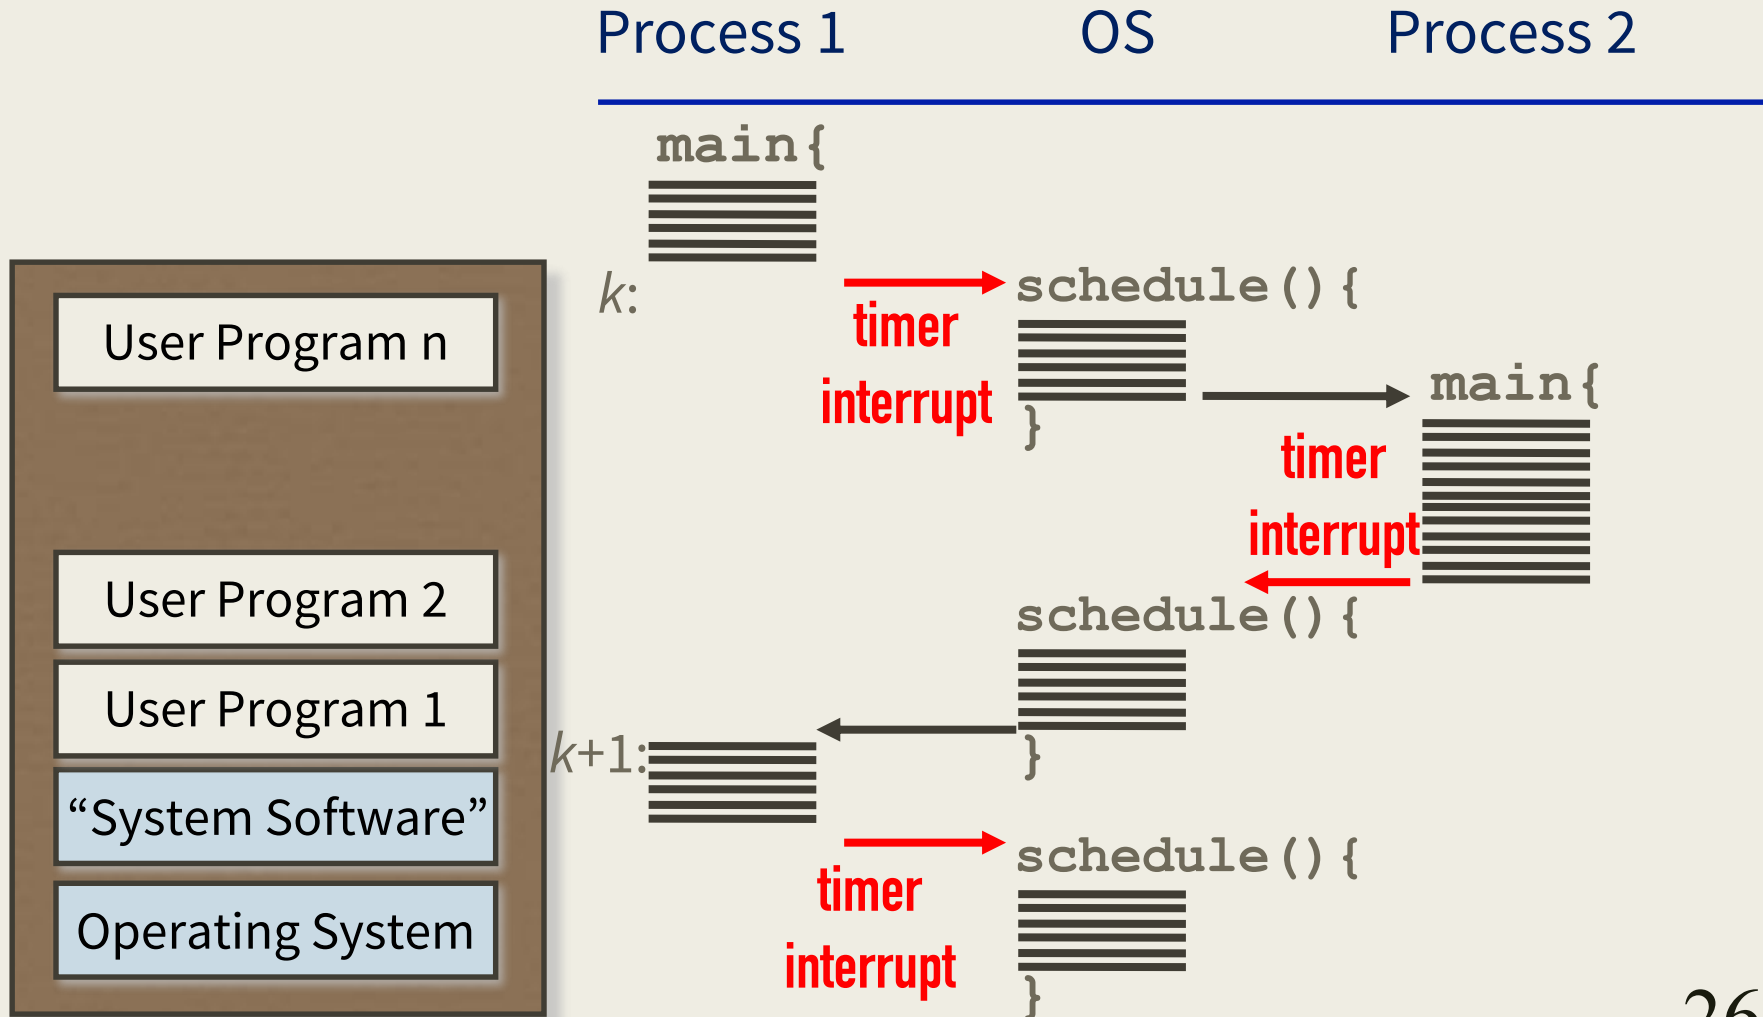 Process 1 OS Process 2
main{
k:
timer
interrupt
schedule(){
}
main{
timer
interrupt
schedule(){
}
k+1:
timer
interrupt
schedule(){
}
User Program n
User Program 2
User Program 1
“System Software”
Operating System
26